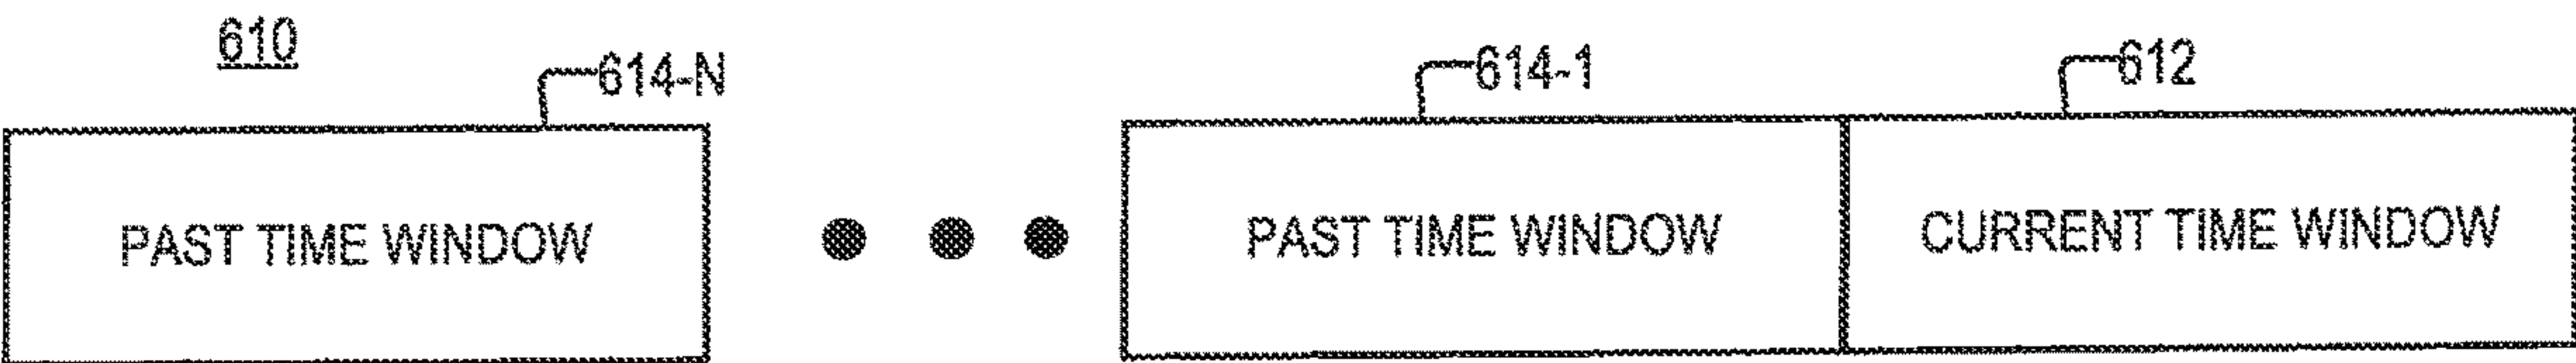 610
614-N
614-1
612
PAST TIME WINDOW
PAST TIME WINDOW
CURRENT TIME WINDOW